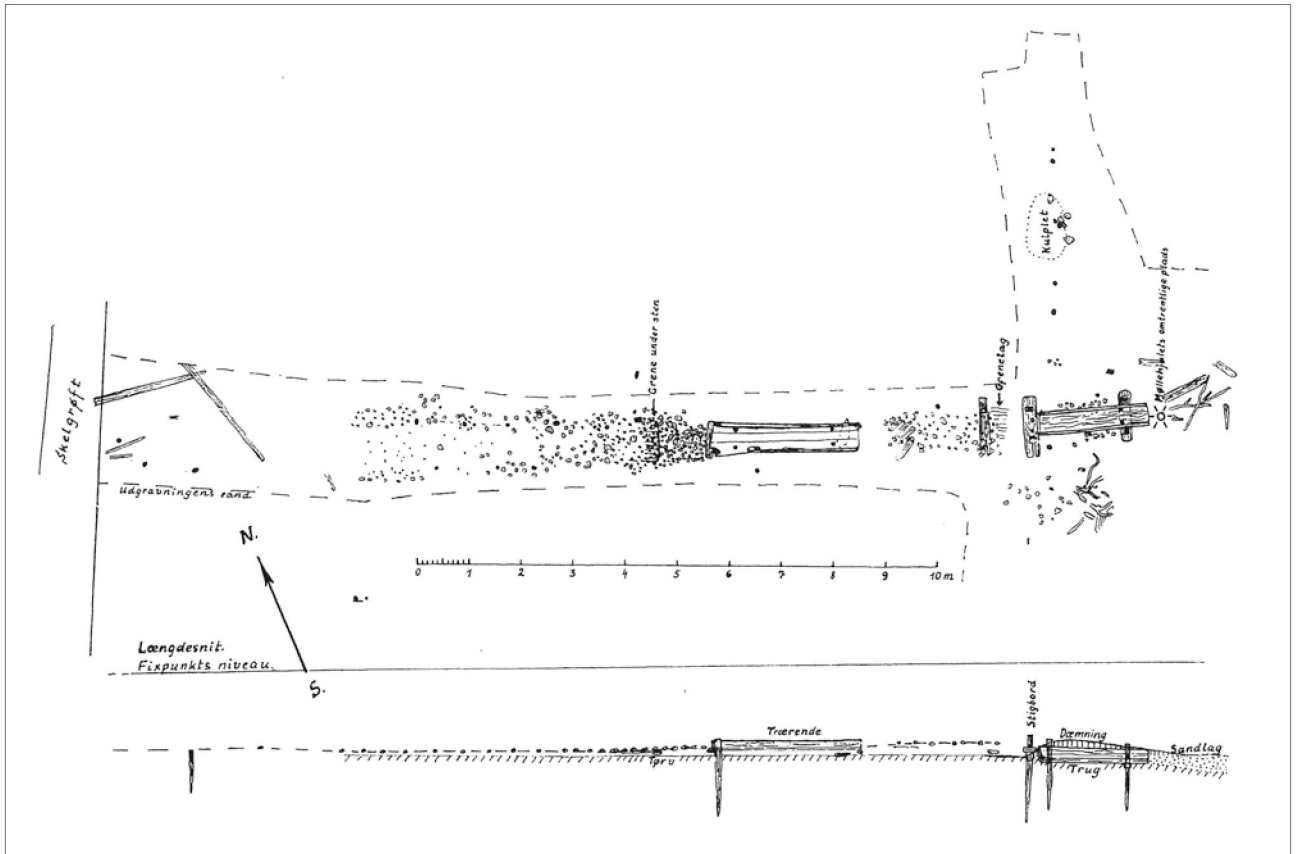 Kulplet
Møllehjulets omtrentlige plads
Grene under sten
Grenelag
Skelgrøft
Udgravningens rand
N.
0 1 2 3 4 5 6 7 8 9 10 m
Længdesnit.
Fixpunkts niveau.
S.
Stigbord
Trærende
Dæmning
Sandlag
Trug